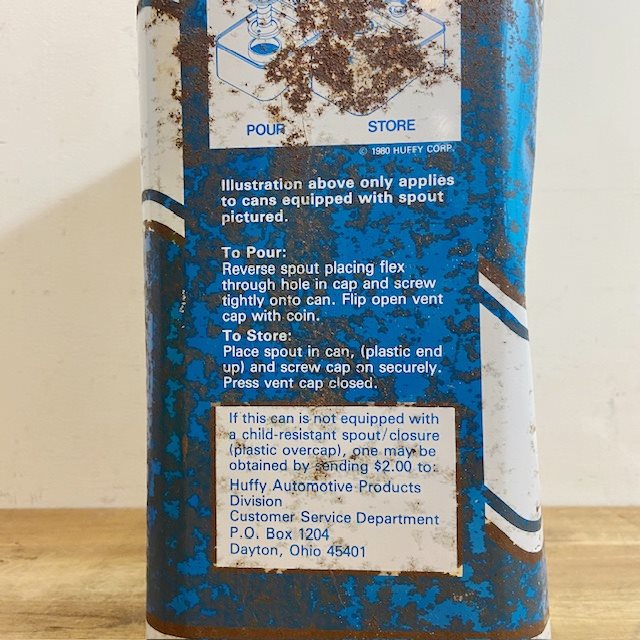 POUR
STORE
© 1980 HUFFY CORP.
Illustration above only applies
to cans equipped with spout
pictured.
To Pour:
Reverse spout placing flex
through hole in cap and screw
tightly onto can. Flip open vent
cap with coin.
To Store:
Place spout in can, (plastic end
up) and screw cap on securely.
Press vent cap closed.
If this can is not equipped with
a child-resistant spout/closure
(plastic overcap), one may be
obtained by sending $2.00 to:
Huffy Automotive Products
Division
Customer Service Department
P.O. Box 1204
Dayton, Ohio 45401